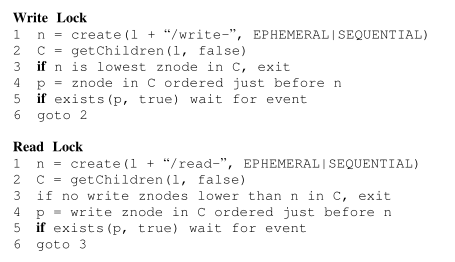 Write Lock
1 n = create(l + “/write-”, EPHEMERAL|SEQUENTIAL)
2 C = getChildren(l, false)
3 if n is lowest znode in C, exit
4 p = znode in C ordered just before n
5 if exists(p, true) wait for event
6 goto 2
Read Lock
1 n = create(l + “/read-”, EPHEMERAL|SEQUENTIAL)
2 C = getChildren(l, false)
3 if no write znodes lower than n in C, exit
4 p = write znode in C ordered just before n
5 if exists(p, true) wait for event
6 goto 3